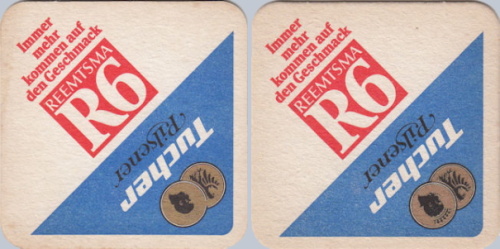 Immer
mehr
kommen auf
den Geschmack
REEMTSMA
R6
Tucher
Pilsener
Immer
mehr
kommen auf
den Geschmack
REEMTSMA
R6
Tucher
Pilsener